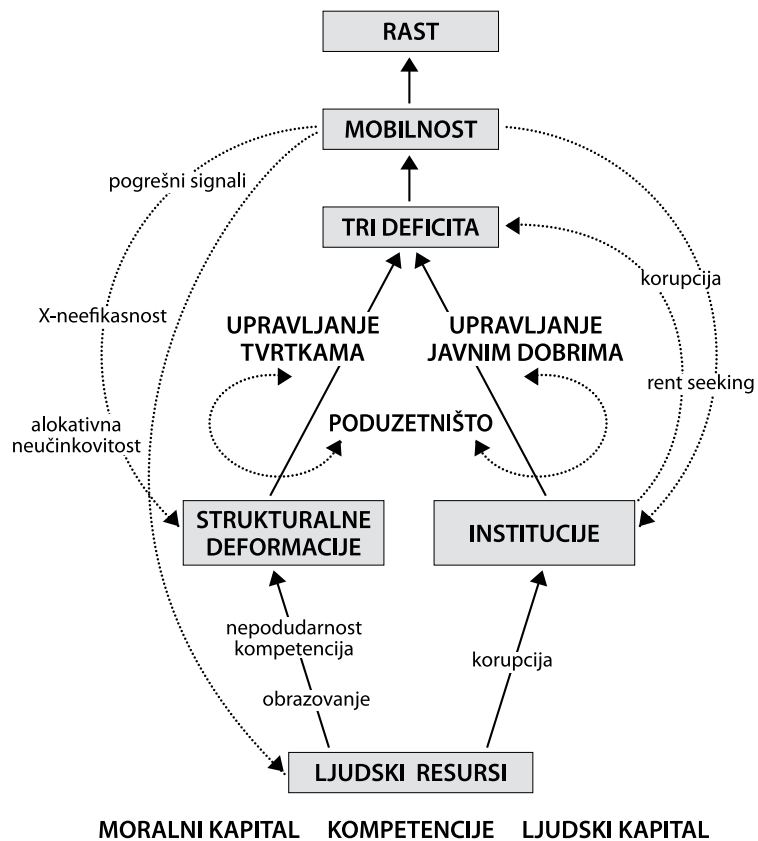 RAST
MOBILNOST
pogrešni signali
TRI DEFICITA
korupcija
X-neefikasnost
UPRAVLJANJE
TVRTKAMA
UPRAVLJANJE
JAVNIM DOBRIMA
rent seeking
alokativna
neučinkovitost
PODUZETNIŠTO
STRUKTURALNE
DEFORMACIJE
INSTITUCIJE
nepodudarnost
kompetencija
korupcija
obrazovanje
LJUDSKI RESURSI
MORALNI KAPITAL KOMPETENCIJE LJUDSKI KAPITAL